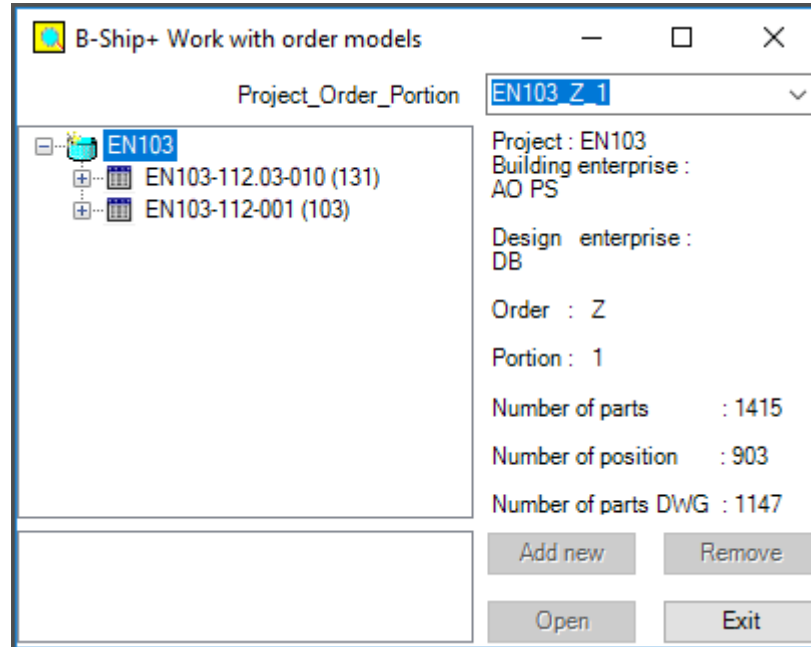 B-Ship+ Work with order models
Project_Order_Portion
EN103_Z_1
EN103
EN103-112.03-010 (131)
EN103-112-001 (103)
Project : EN103
Building enterprise :
AO PS
Design enterprise :
DB
Order : Z
Portion : 1
Number of parts : 1415
Number of position : 903
Number of parts DWG : 1147
Add new
Remove
Open
Exit